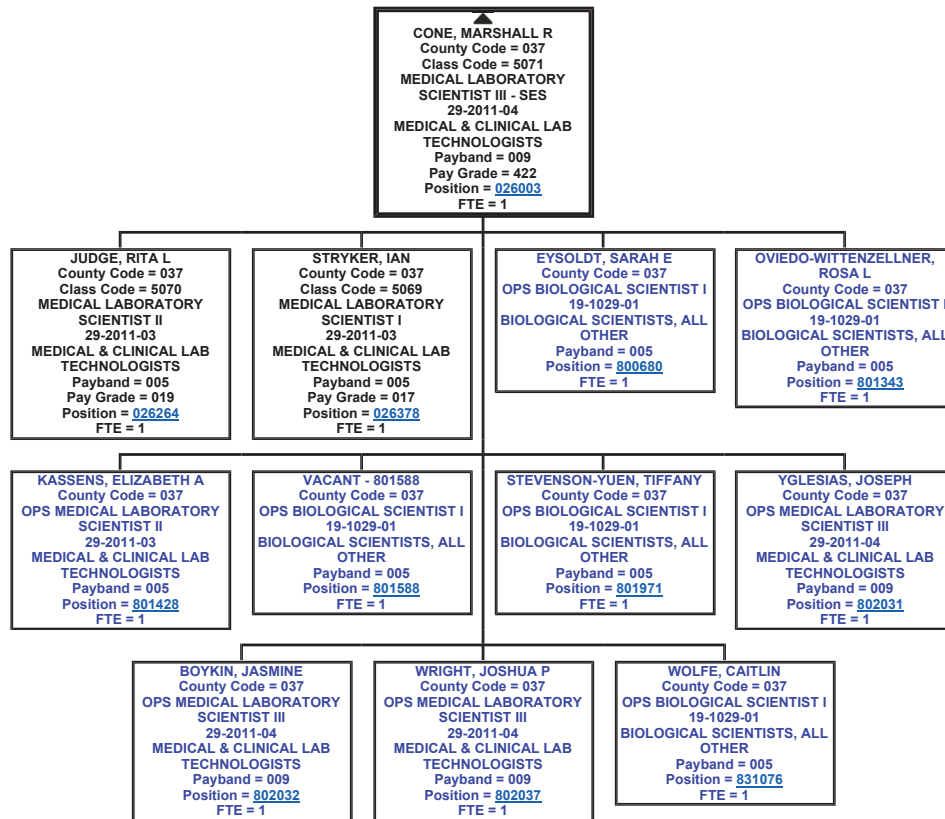 CONE, MARSHALL R
County Code = 037
Class Code = 5071
MEDICAL LABORATORY
SCIENTIST III - SES
29-2011-04
MEDICAL & CLINICAL LAB
TECHNOLOGISTS
Payband = 009
Pay Grade = 422
Position = 026003
FTE = 1
JUDGE, RITA L
County Code = 037
Class Code = 5070
MEDICAL LABORATORY
SCIENTIST II
29-2011-03
MEDICAL & CLINICAL LAB
TECHNOLOGISTS
Payband = 005
Pay Grade = 019
Position = 026264
FTE = 1
STRYKER, IAN
County Code = 037
Class Code = 5069
MEDICAL LABORATORY
SCIENTIST I
29-2011-03
MEDICAL & CLINICAL LAB
TECHNOLOGISTS
Payband = 005
Pay Grade = 017
Position = 026378
FTE = 1
EYSOLDT, SARAH E
County Code = 037
OPS BIOLOGICAL SCIENTIST I
19-1029-01
BIOLOGICAL SCIENTISTS, ALL
OTHER
Payband = 005
Position = 800680
FTE = 1
OVIEDO-WITTENZELLNER,
ROSA L
County Code = 037
OPS BIOLOGICAL SCIENTIST I
19-1029-01
BIOLOGICAL SCIENTISTS, ALL
OTHER
Payband = 005
Position = 801343
FTE = 1
KASSENS, ELIZABETH A
County Code = 037
OPS MEDICAL LABORATORY
SCIENTIST II
29-2011-03
MEDICAL & CLINICAL LAB
TECHNOLOGISTS
Payband = 005
Position = 801428
FTE = 1
VACANT - 801588
County Code = 037
OPS BIOLOGICAL SCIENTIST I
19-1029-01
BIOLOGICAL SCIENTISTS, ALL
OTHER
Payband = 005
Position = 801588
FTE = 1
STEVENSON-YUEN, TIFFANY
County Code = 037
OPS BIOLOGICAL SCIENTIST I
19-1029-01
BIOLOGICAL SCIENTISTS, ALL
OTHER
Payband = 005
Position = 801971
FTE = 1
YGLESIAS, JOSEPH
County Code = 037
OPS MEDICAL LABORATORY
SCIENTIST III
29-2011-04
MEDICAL & CLINICAL LAB
TECHNOLOGISTS
Payband = 009
Position = 802031
FTE = 1
BOYKIN, JASMINE
County Code = 037
OPS MEDICAL LABORATORY
SCIENTIST III
29-2011-04
MEDICAL & CLINICAL LAB
TECHNOLOGISTS
Payband = 009
Position = 802032
FTE = 1
WRIGHT, JOSHUA P
County Code = 037
OPS MEDICAL LABORATORY
SCIENTIST III
29-2011-04
MEDICAL & CLINICAL LAB
TECHNOLOGISTS
Payband = 009
Position = 802037
FTE = 1
WOLFE, CAITLIN
County Code = 037
OPS BIOLOGICAL SCIENTIST I
19-1029-01
BIOLOGICAL SCIENTISTS, ALL
OTHER
Payband = 005
Position = 831076
FTE = 1